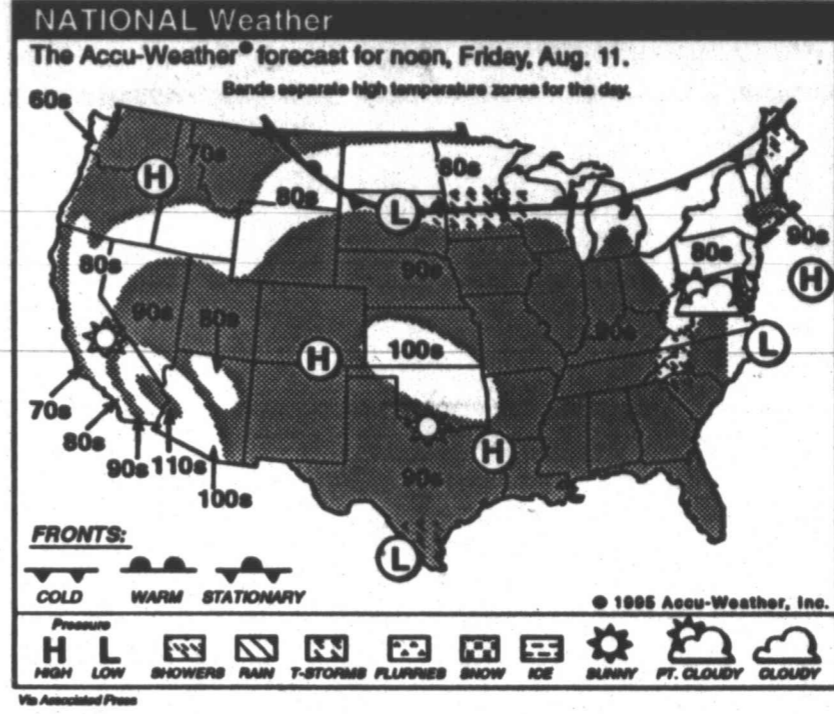 NATIONAL Weather
The Accu-Weather® forecast for noon, Friday, Aug. 11.
Bands separate high temperature zones for the day.
60s
70s
H
80s
80s
L
90s
80s
H
80s
90s
90s
80s
90s
H
100s
L
70s
80s
90s
110s
100s
H
90s
L
FRONTS:
COLD WARM STATIONARY
© 1995 Accu-Weather, Inc.
Pressure
H L
HIGH LOW SHOWERS RAIN T-STORMS FLURRIES SNOW ICE SUNNY PT. CLOUDY CLOUDY
Via Associated Press